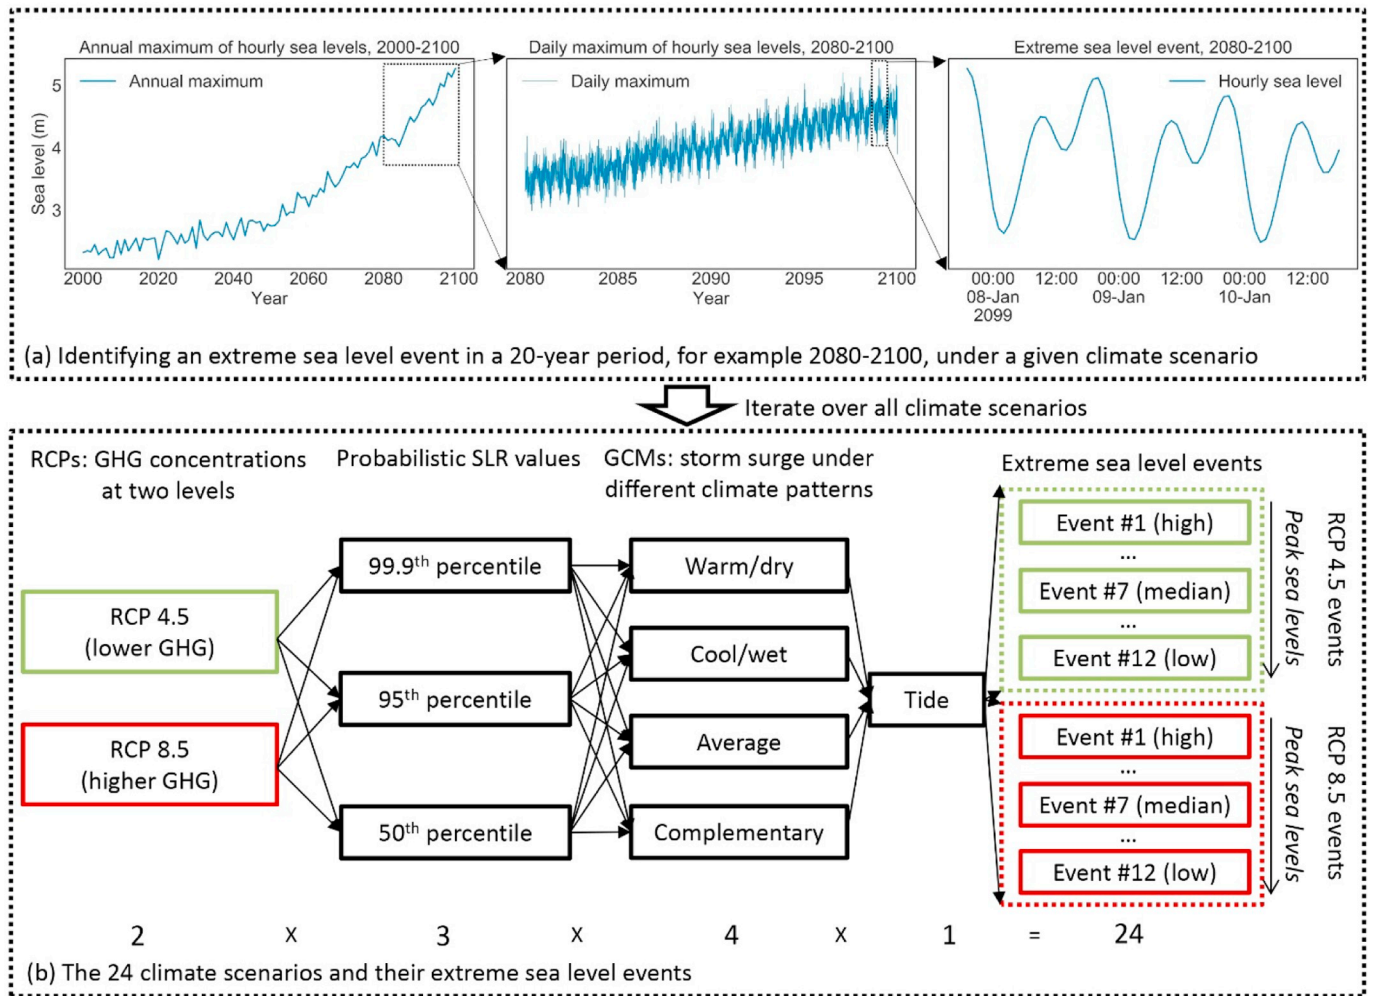 Annual maximum of hourly sea levels, 2000-2100
Annual maximum
Sea level (m)
5
4
3
2000 2020 2040 2060 2080 2100
Year
Daily maximum of hourly sea levels, 2080-2100
Daily maximum
2080 2085 2090 2095 2100
Year
Extreme sea level event, 2080-2100
Hourly sea level
00:00 12:00 00:00 12:00 00:00 12:00
08-Jan 09-Jan 10-Jan
2099
(a) Identifying an extreme sea level event in a 20-year period, for example 2080-2100, under a given climate scenario
Iterate over all climate scenarios
RCPs: GHG concentrations
at two levels
RCP 4.5
(lower GHG)
RCP 8.5
(higher GHG)
Probabilistic SLR values
99.9th percentile
95th percentile
50th percentile
GCMs: storm surge under
different climate patterns
Warm/dry
Cool/wet
Average
Complementary
Tide
Extreme sea level events
Event #1 (high)
...
Event #7 (median)
...
Event #12 (low)
Peak sea levels
RCP 4.5 events
Event #1 (high)
...
Event #7 (median)
...
Event #12 (low)
Peak sea levels
RCP 8.5 events
2 X 3 X 4 X 1 = 24
(b) The 24 climate scenarios and their extreme sea level events